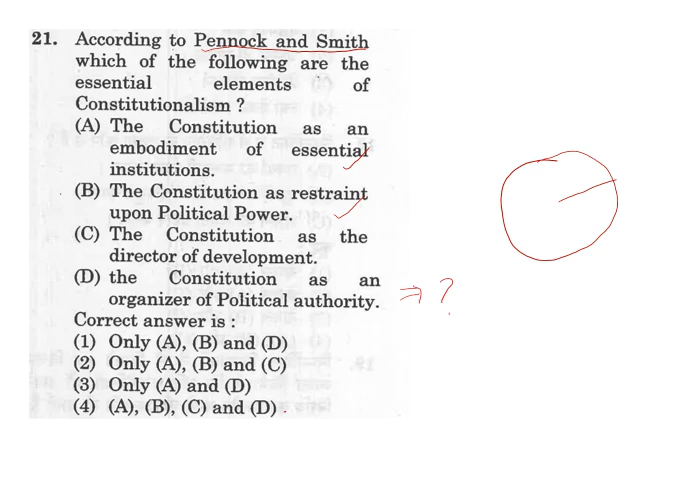 21. According to Pennock and Smith
which of the following are the
essential elements of
Constitutionalism ?
(A) The Constitution as an
embodiment of essential
institutions.
(B) The Constitution as restraint
upon Political Power.
(C) The Constitution as the
director of development.
(D) the Constitution as an
organizer of Political authority. ⇒ ?
Correct answer is :
(1) Only (A), (B) and (D)
(2) Only (A), (B) and (C)
(3) Only (A) and (D)
(4) (A), (B), (C) and (D) .